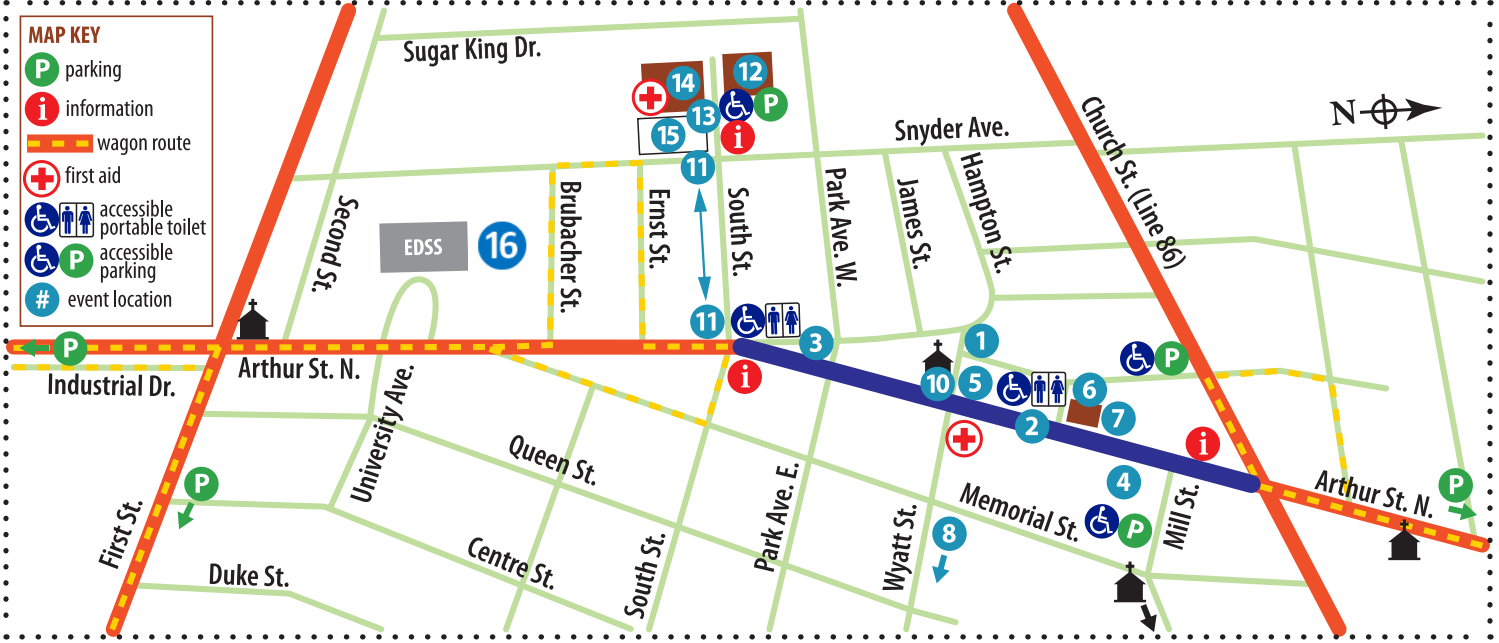 MAP KEY
P parking
i information
wagon route
first aid
accessible
portable toilet
P accessible
parking
# event location
Sugar King Dr.
14
12
P
13
15
i
11
Snyder Ave.
N
Church St. (Line 86)
Second St.
EDSS
16
Brubacher St.
Ernst St.
South St.
Park Ave. W.
James St.
Hampton St.
11
3
1
P
Arthur St. N.
P
Industrial Dr.
i
10
5
6
7
2
University Ave.
Queen St.
i
4
P
Arthur St. N.
P
P
First St.
Memorial St.
Mill St.
Park Ave. E.
Wyatt St.
8
Centre St.
South St.
Duke St.